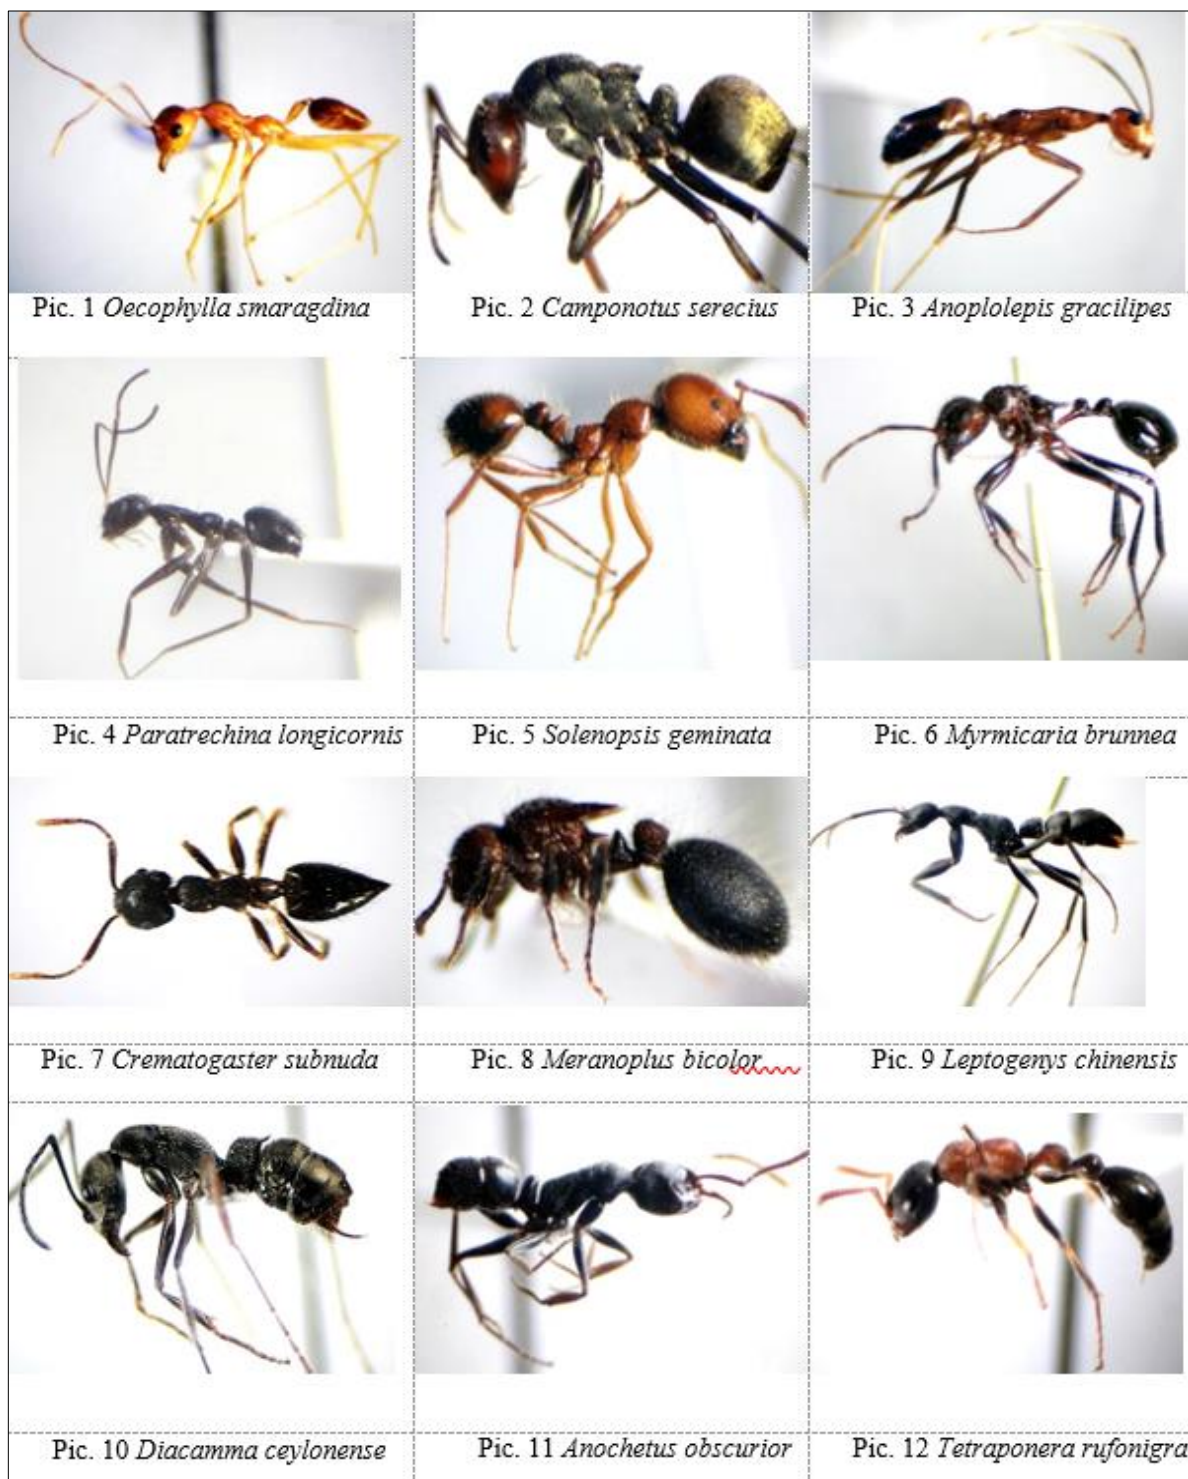 Pic. 1 Oecophylla smaragdina
Pic. 2 Camponotus serecius
Pic. 3 Anoplolepis gracilipes
Pic. 4 Paratrechina longicornis
Pic. 5 Solenopsis geminata
Pic. 6 Myrmicaria brunnea
Pic. 7 Crematogaster subnuda
Pic. 8 Meranoplus bicolor
Pic. 9 Leptogenys chinensis
Pic. 10 Diacamma ceylonense
Pic. 11 Anochetus obscurior
Pic. 12 Tetraponera rufonigra